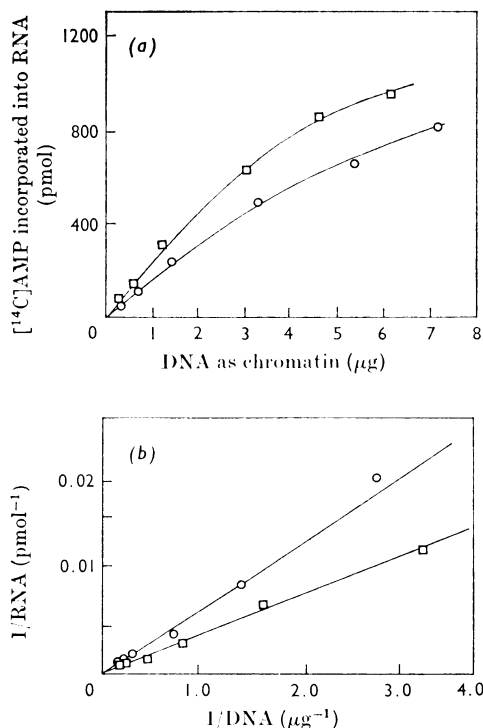 [¹⁴C]AMP incorporated into RNA
(pmol)
(a)
1200
800
400
0
1
2
3
4
5
6
7
8
DNA as chromatin (μg)
1/RNA (pmol⁻¹)
(b)
0.02
0.01
0
1.0
2.0
3.0
4.0
1/DNA (μg⁻¹)